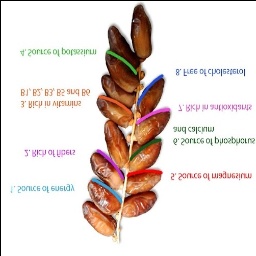 4. Source of potassium
8. Free of cholesterol
B1, B2, B3, B5 and B6
3. Rich in vitamins
7. Rich in antioxidants
and calcium
6. Source of phosphorus
2. Rich of fibers
5. Source of magnesium
1. Source of energy